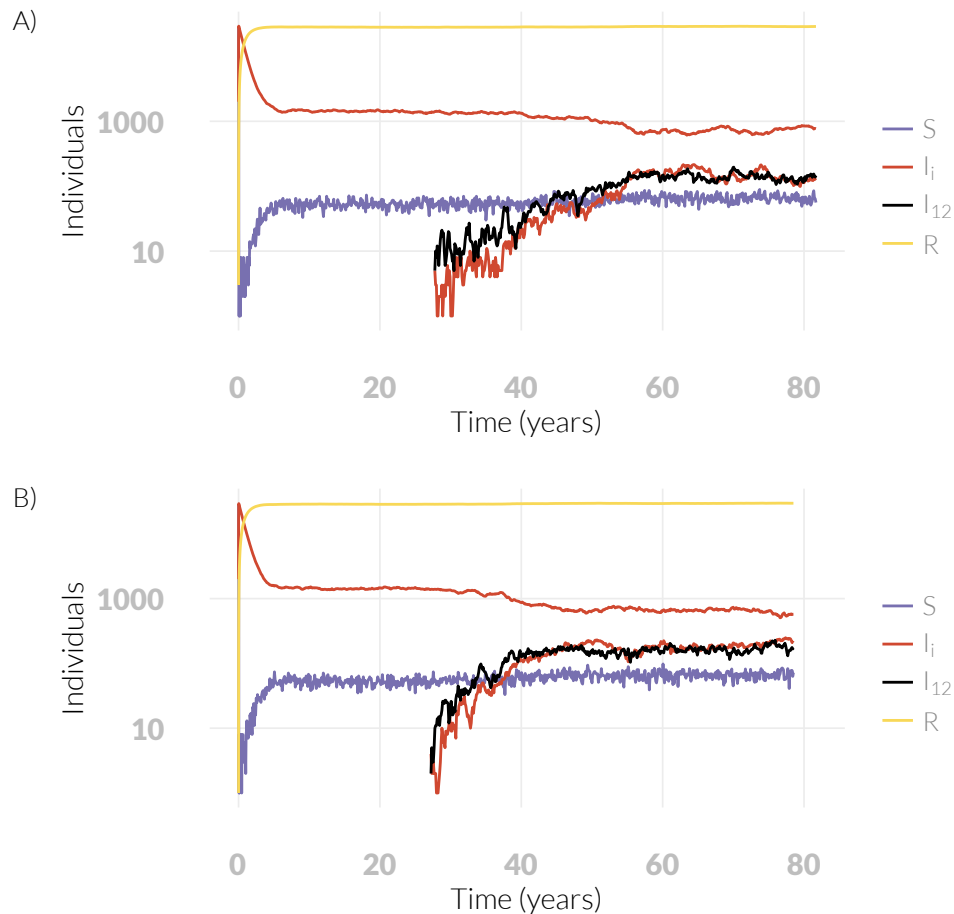 A)
Individuals
1000
10
0 20 40 60 80
Time (years)
S
Iᵢ
I₁₂
R
B)
Individuals
1000
10
0 20 40 60 80
Time (years)
S
Iᵢ
I₁₂
R